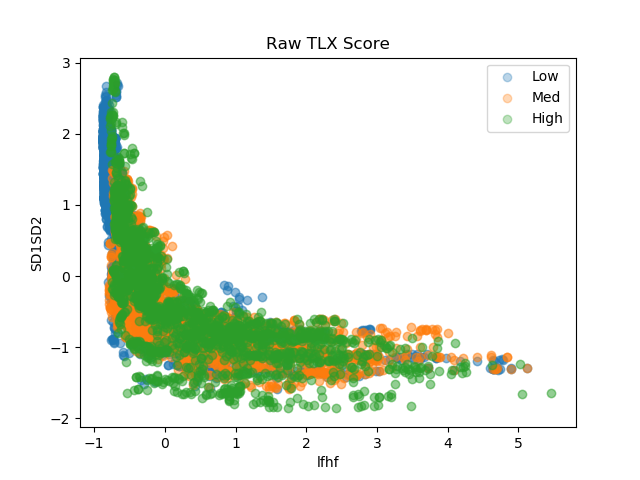 Raw TLX Score
3
2
1
0
−1
−2
SD1SD2
Low
Med
High
−1 0 1 2 3 4 5
lfhf